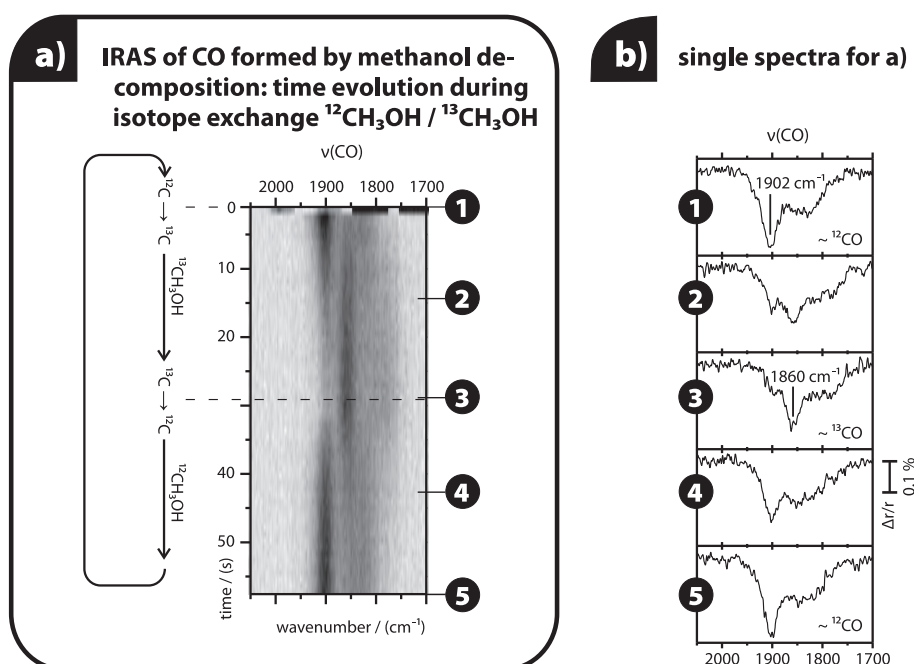 a)
IRAS of CO formed by methanol de-
composition: time evolution during
isotope exchange ¹²CH₃OH / ¹³CH₃OH
ν(CO)
2000 1900 1800 1700
0
10
20
30
40
50
time / (s)
wavenumber / (cm⁻¹)
¹²C → ¹³C
¹³CH₃OH
¹³C → ¹²C
¹²CH₃OH
1
2
3
4
5
b)
single spectra for a)
ν(CO)
1
1902 cm⁻¹
~ ¹²CO
2
3
1860 cm⁻¹
~ ¹³CO
4
Δr/r
0.1 %
5
~ ¹²CO
2000 1900 1800 1700